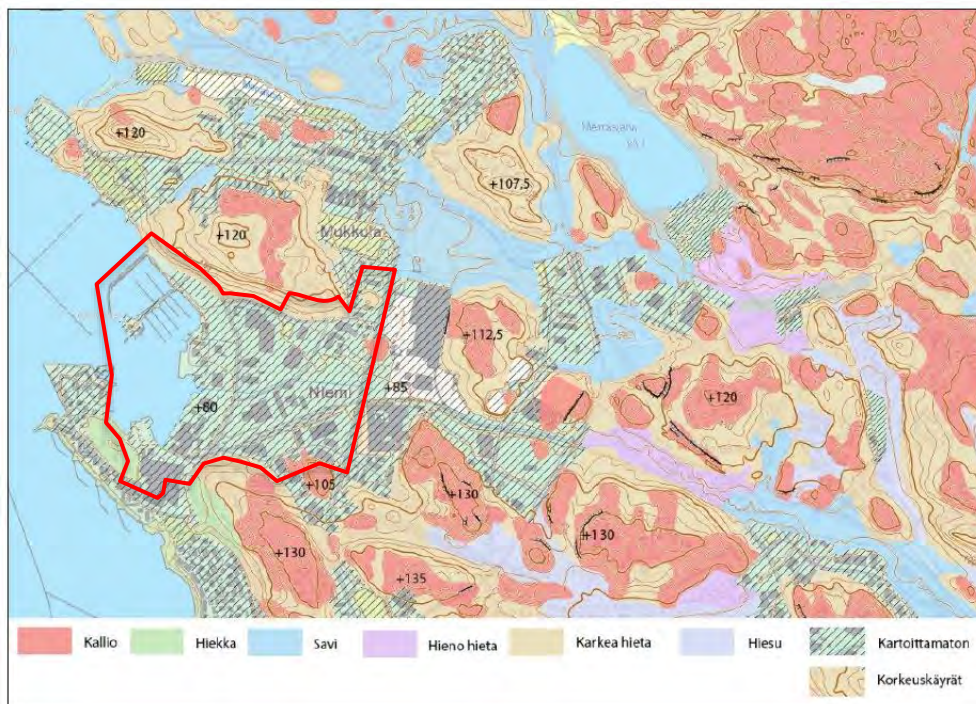 +120
+107,5
+120
Mukkula
+112,5
+85
Niemi
+80
+120
+105
+130
+130
+130
+135
Kallio
Hiekka
Savi
Hieno hieta
Karkea hieta
Hiesu
Kartoittamaton
Korkeuskäyrät